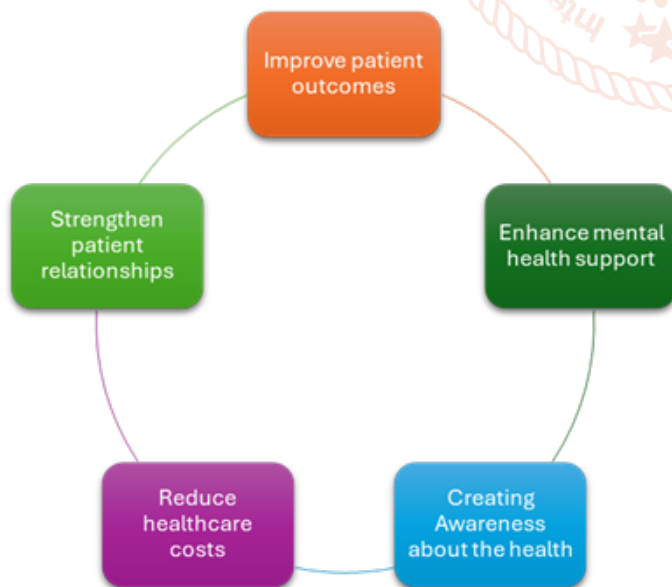 Improve patient
outcomes
Enhance mental
health support
Creating
Awareness
about the health
Reduce
healthcare
costs
Strengthen
patient
relationships